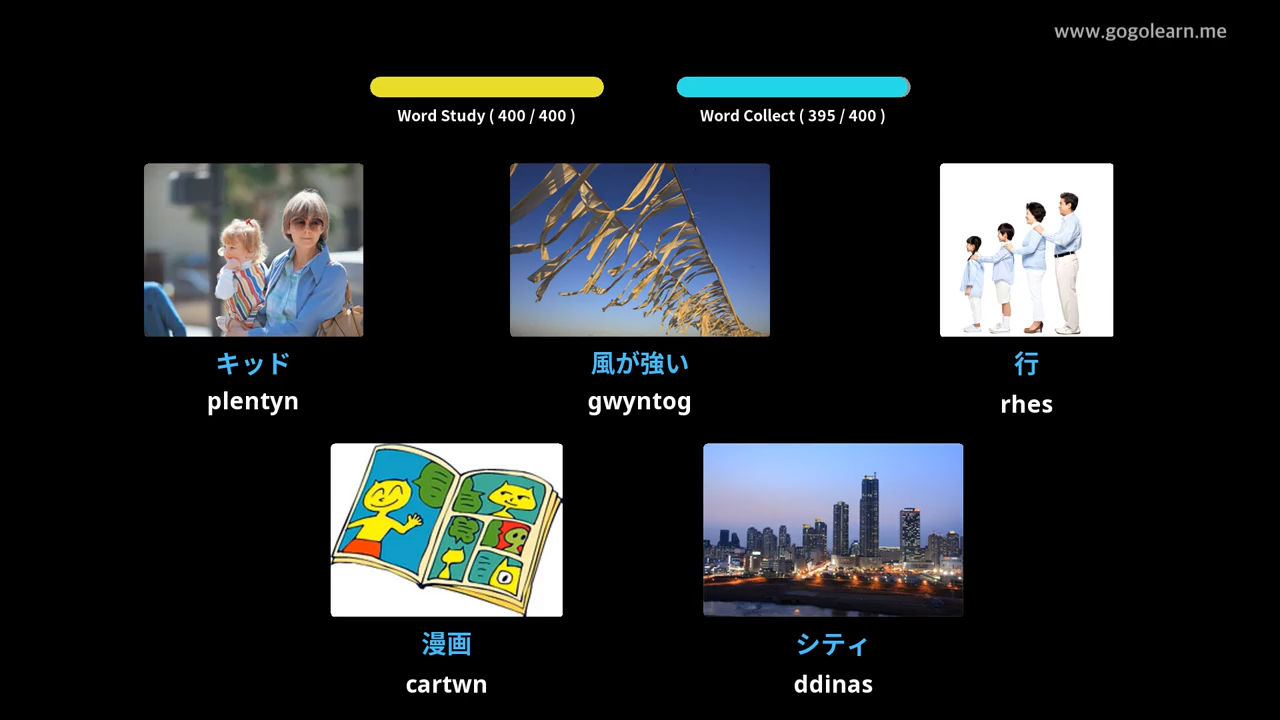 www.gogolearn.me
Word Study ( 400 / 400 )
Word Collect ( 395 / 400 )
キッド
plentyn
風が強い
gwyntog
行
rhes
漫画
cartwn
シティ
ddinas